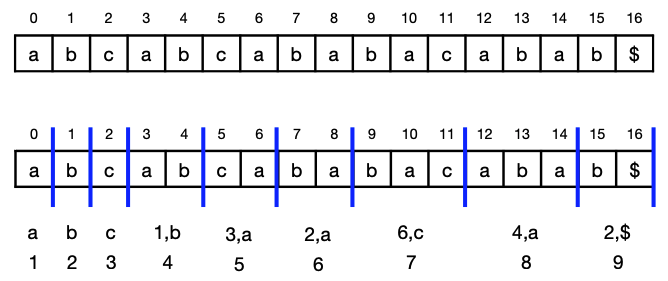 0 1 2 3 4 5 6 7 8 9 10 11 12 13 14 15 16
a b c a b c a b a b a c a b a b $
0 1 2 3 4 5 6 7 8 9 10 11 12 13 14 15 16
a b c a b c a b a b a c a b a b $
a b c 1,b 3,a 2,a 6,c 4,a 2,$
1 2 3 4 5 6 7 8 9